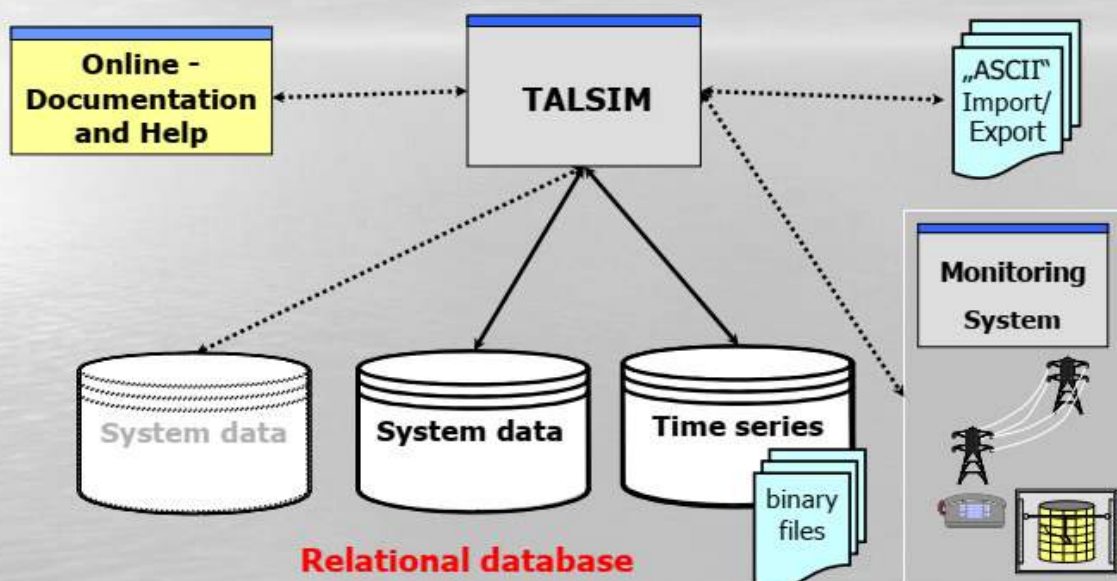 Online -
Documentation
and Help
TALSIM
„ASCII“
Import/
Export
Monitoring
System
System data
System data
Time series
binary
files
Relational database